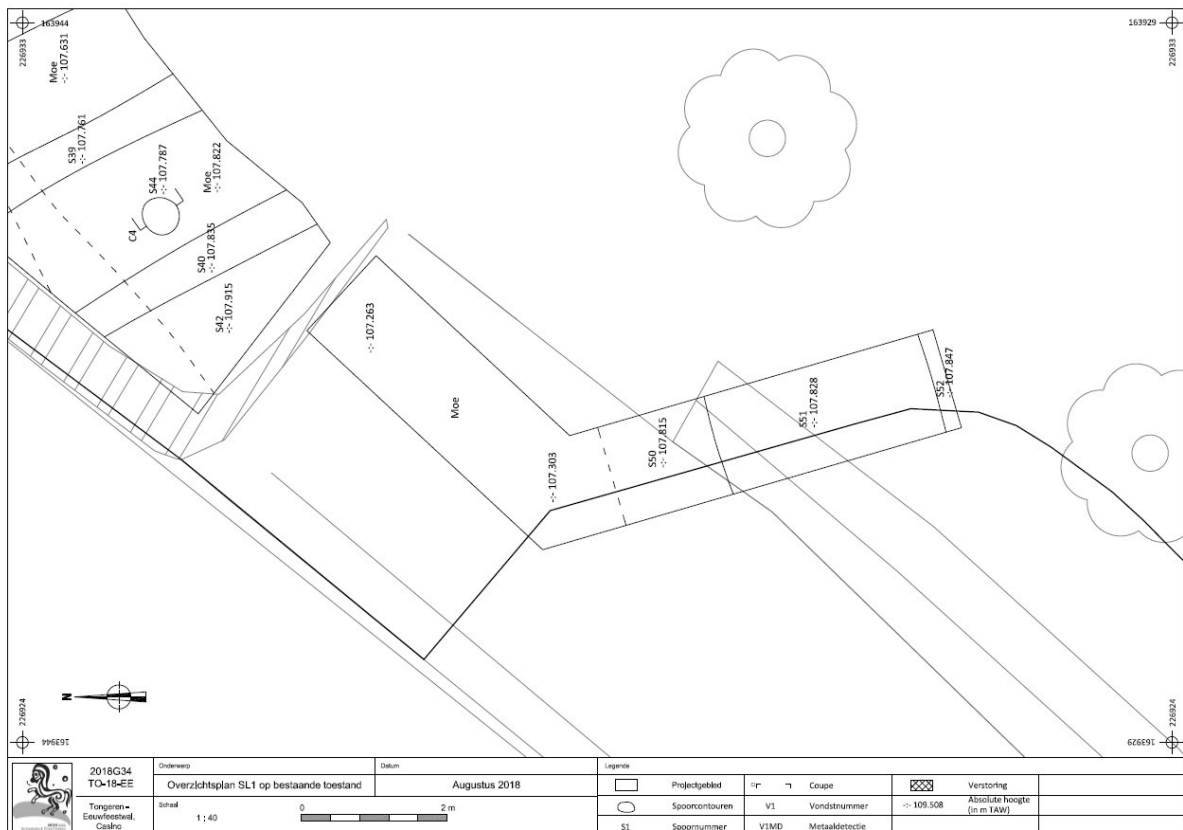 163944
226933
163929
226933
Moe
-:- 107.631
S39
-:- 107.761
S44
-:- 107.787
Moe
-:- 107.822
C4
S40
-:- 107.835
S42
-:- 107.915
-:- 107.263
Moe
-:- 107.303
S50
-:- 107.815
S51
-:- 107.828
S52
-:- 107.847
N
226924
163944
226924
163929
2018G34
TO-18-EE
Tongeren-
Eeuwfeestwal,
Casino
Onderwerp
Overzichtsplan SL1 op bestaande toestand
Datum
Augustus 2018
Schaal
1 : 40
0 2 m
Legende
Projectgebied
Coupe
Verstoring
Spoorcontouren
V1 Vondstnummer
-:- 109.508 Absolute hoogte
(in m TAW)
S1 Spoornummer
V1MD Metaaldetectie